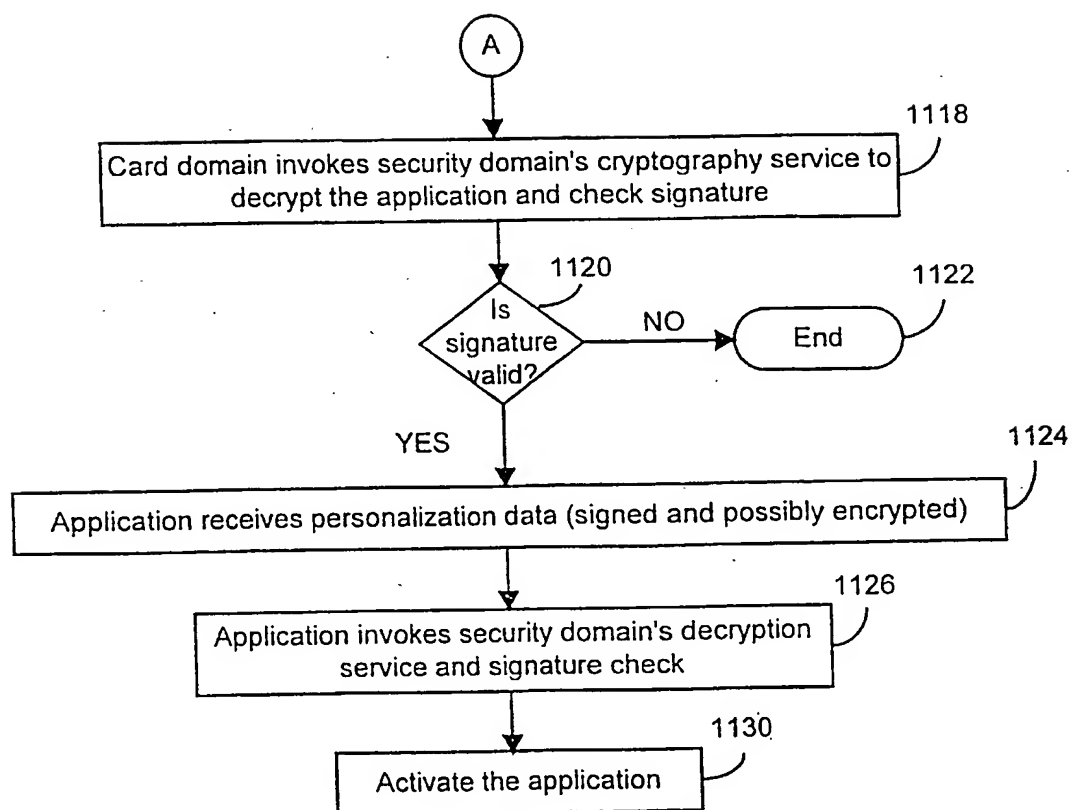 A
1118
Card domain invokes security domain's cryptography service to
decrypt the application and check signature
1120
Is
signature
valid?
NO
1122
End
YES
1124
Application receives personalization data (signed and possibly encrypted)
1126
Application invokes security domain's decryption
service and signature check
1130
Activate the application